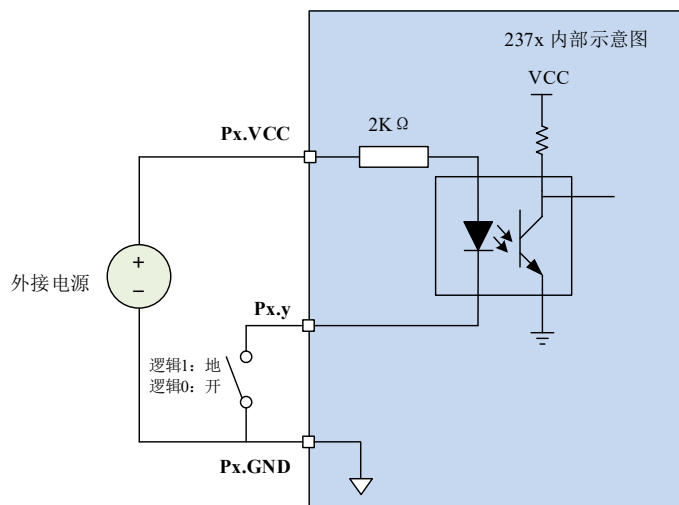 237x 内部示意图
VCC
Px.VCC
2KΩ
+
−
外接电源
Px.y
逻辑1：地
逻辑0：开
Px.GND